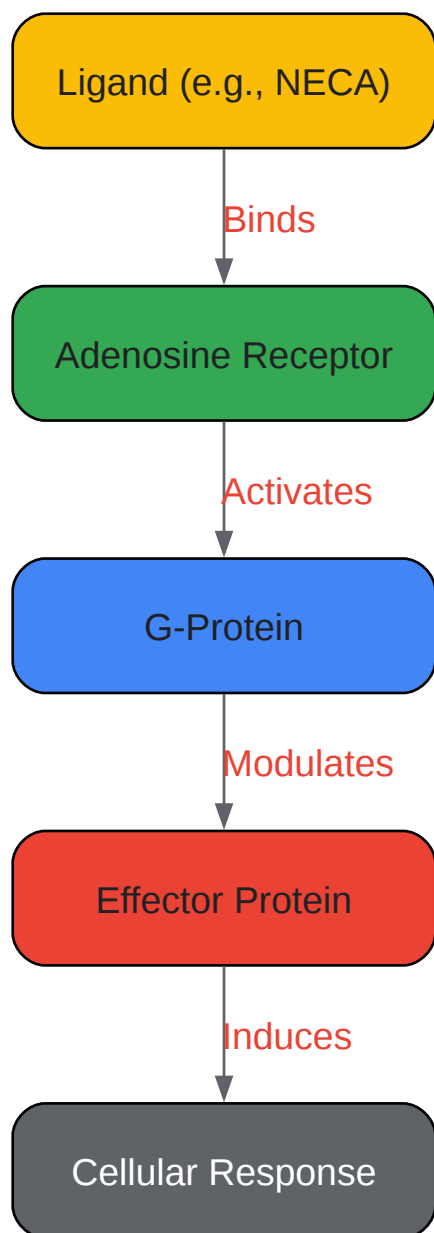 Ligand (e.g., NECA)
Binds
Adenosine Receptor
Activates
G-Protein
Modulates
Effector Protein
Induces
Cellular Response